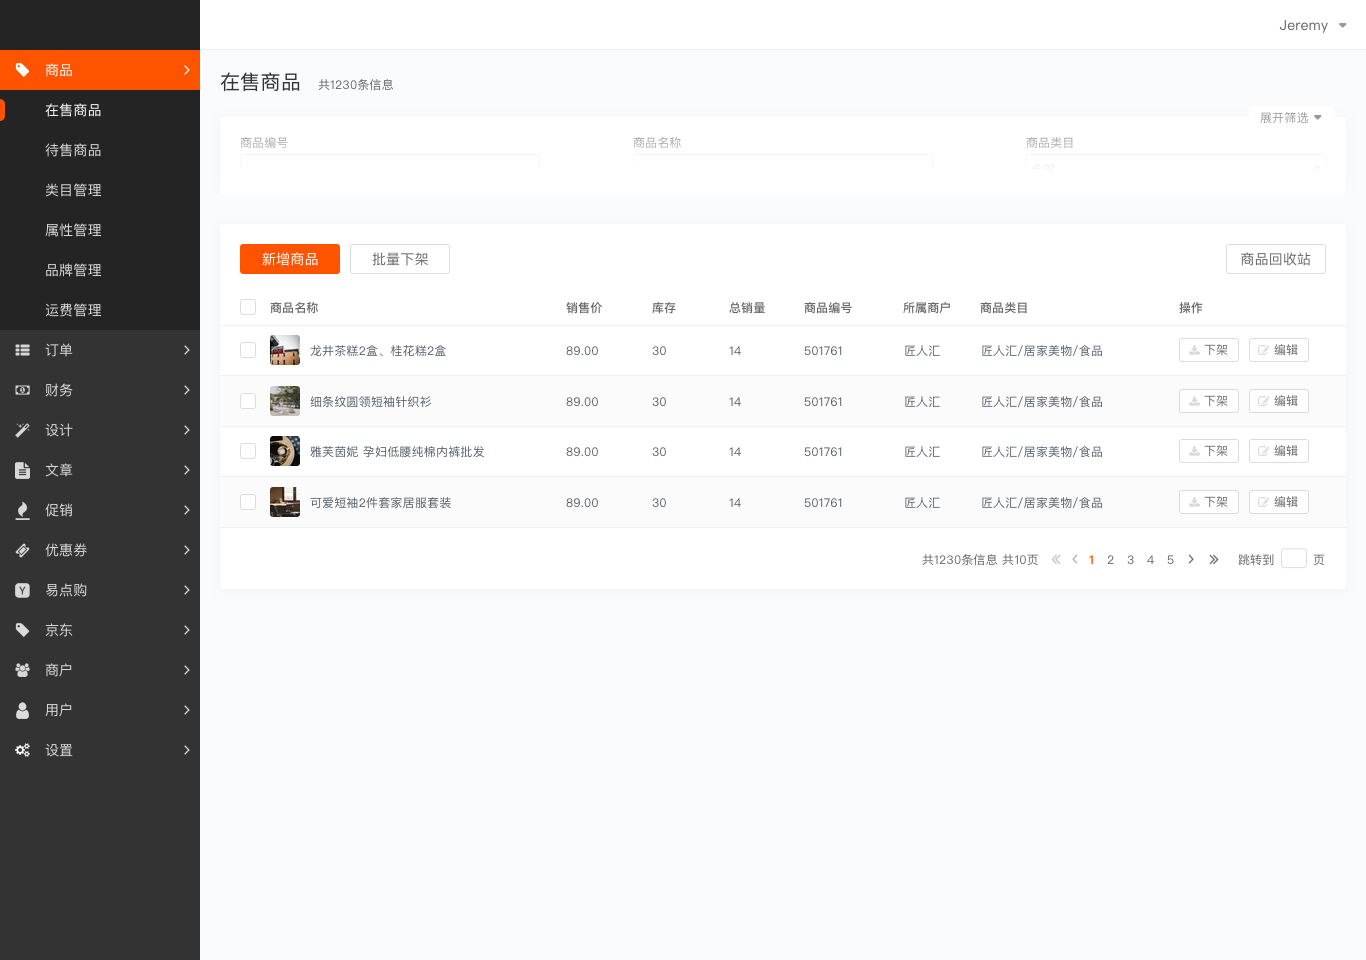 Jeremy
商品
在售商品
待售商品
类目管理
属性管理
品牌管理
运费管理
订单
财务
设计
文章
促销
优惠券
易点购
京东
商户
用户
设置
在售商品 共1230条信息
展开筛选
商品编号 商品名称 商品类目
全部
新增商品 批量下架 商品回收站
商品名称 销售价 库存 总销量 商品编号 所属商户 商品类目 操作
龙井茶糕2盒、桂花糕2盒 89.00 30 14 501761 匠人汇 匠人汇/居家美物/食品 下架 编辑
细条纹圆领短袖针织衫 89.00 30 14 501761 匠人汇 匠人汇/居家美物/食品 下架 编辑
雅芙茵妮 孕妇低腰纯棉内裤批发 89.00 30 14 501761 匠人汇 匠人汇/居家美物/食品 下架 编辑
可爱短袖2件套家居服套装 89.00 30 14 501761 匠人汇 匠人汇/居家美物/食品 下架 编辑
共1230条信息 共10页 1 2 3 4 5 跳转到 页